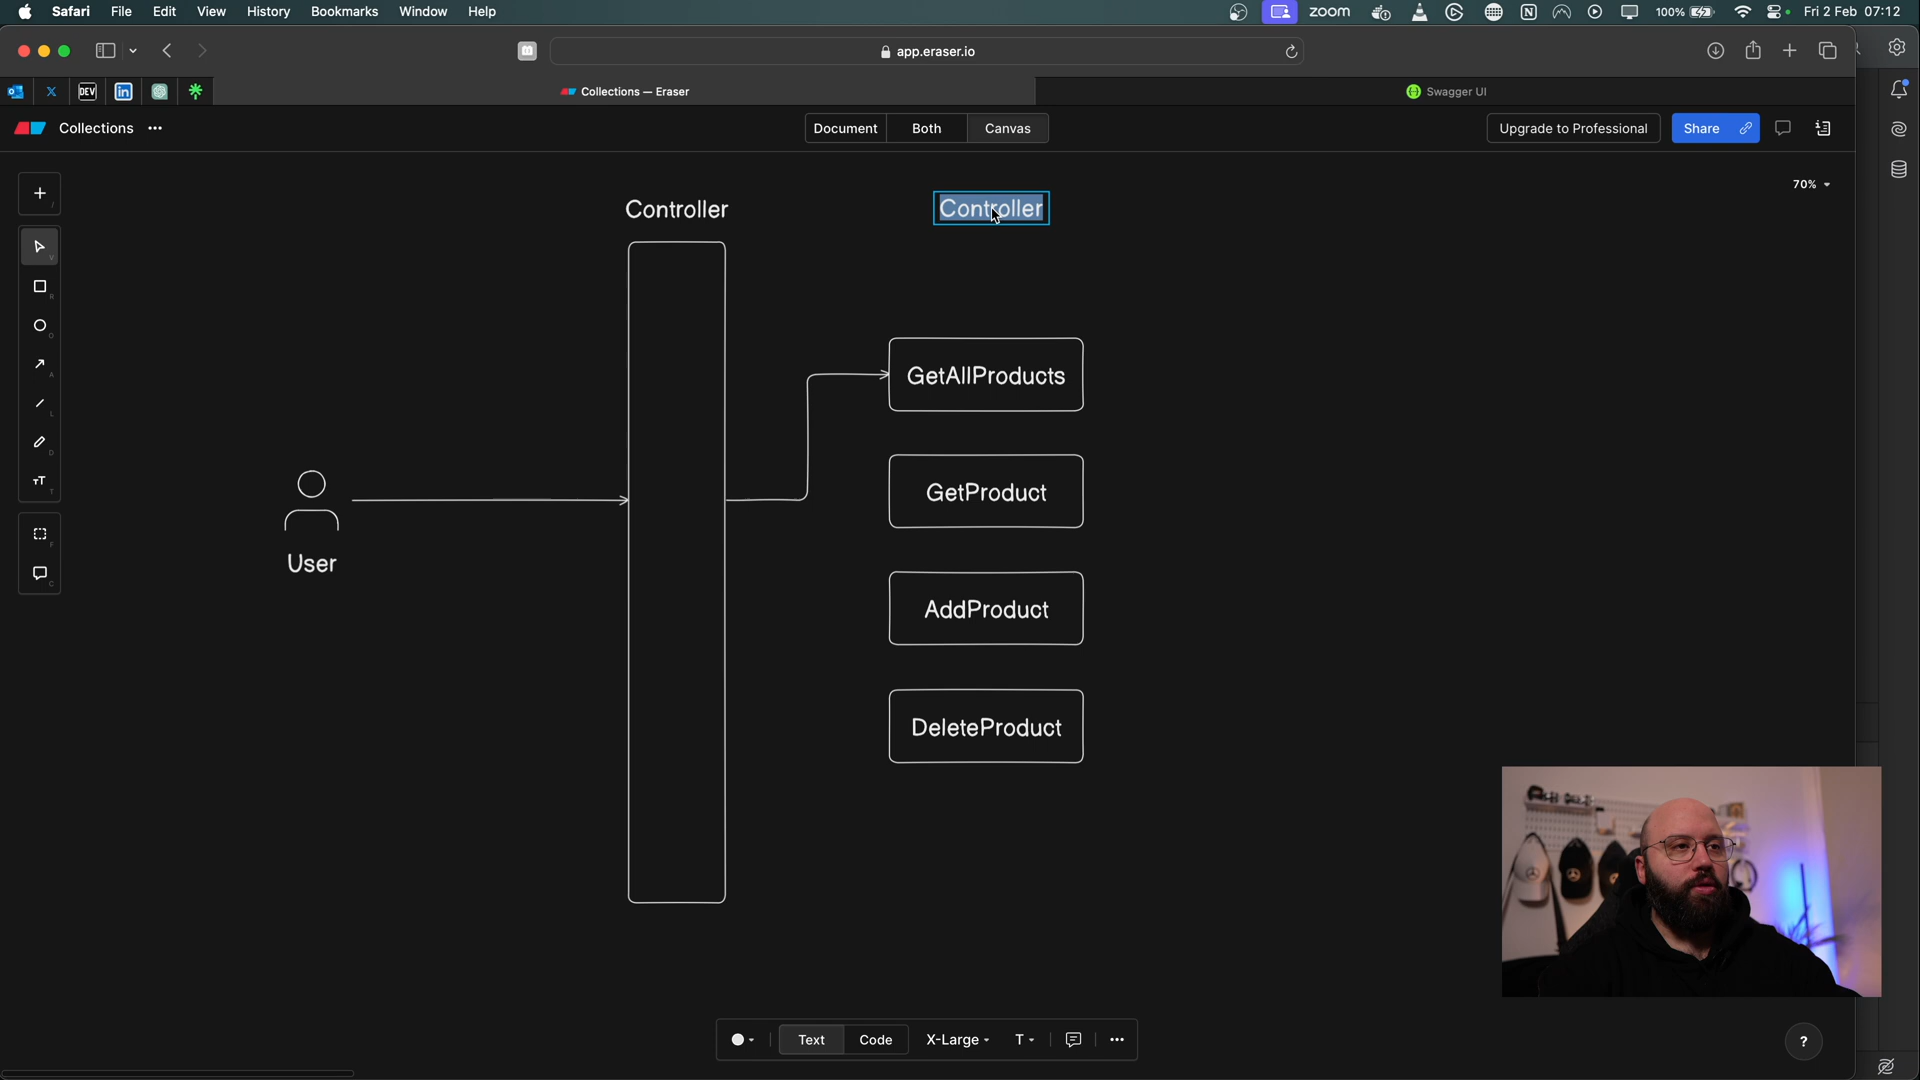 Safari File Edit View History Bookmarks Window Help zoom 100% Fri 2 Feb 07:12
app.eraser.io
DEV Collections — Eraser Swagger UI
Collections Document Both Canvas Upgrade to Professional Share
70%
Controller Controller
GetAllProducts
GetProduct
User
AddProduct
DeleteProduct
Text Code X-Large T ?